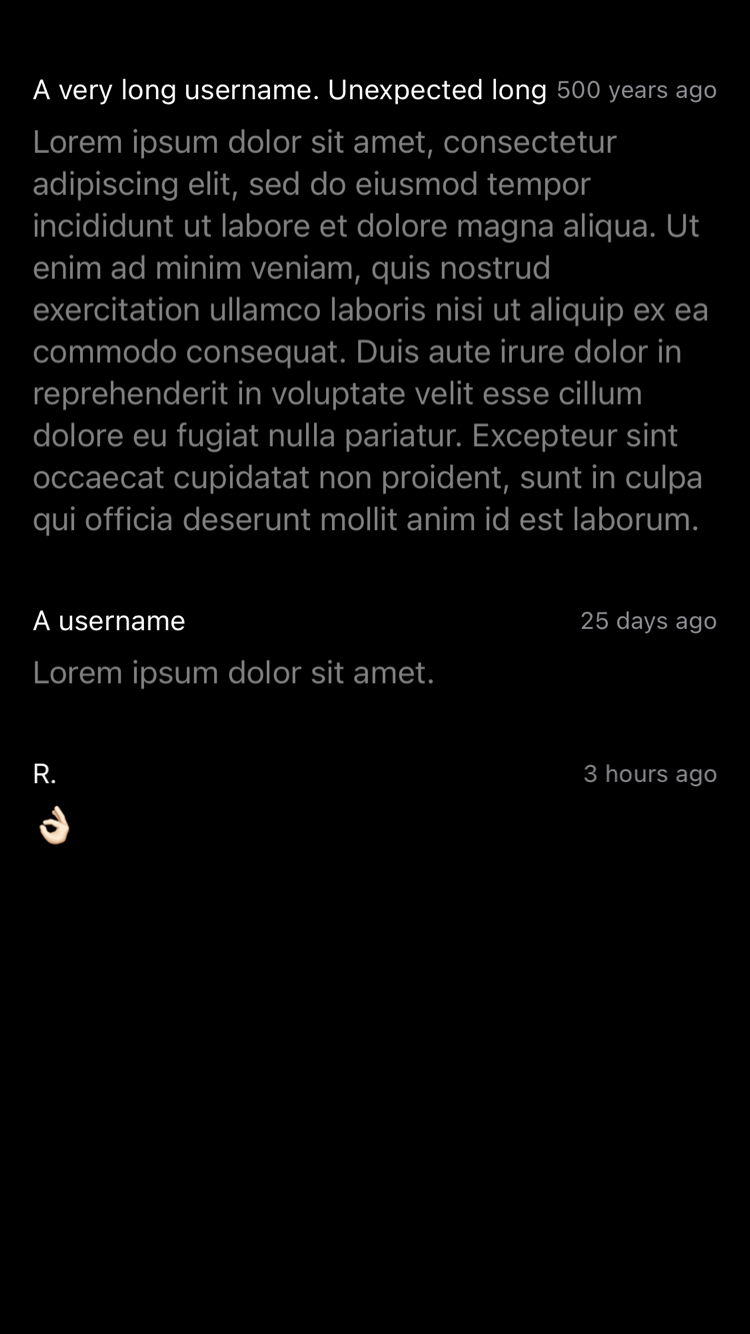 A very long username. Unexpected long 500 years ago
Lorem ipsum dolor sit amet, consectetur
adipiscing elit, sed do eiusmod tempor
incididunt ut labore et dolore magna aliqua. Ut
enim ad minim veniam, quis nostrud
exercitation ullamco laboris nisi ut aliquip ex ea
commodo consequat. Duis aute irure dolor in
reprehenderit in voluptate velit esse cillum
dolore eu fugiat nulla pariatur. Excepteur sint
occaecat cupidatat non proident, sunt in culpa
qui officia deserunt mollit anim id est laborum.
A username 25 days ago
Lorem ipsum dolor sit amet.
R. 3 hours ago
👌🏻